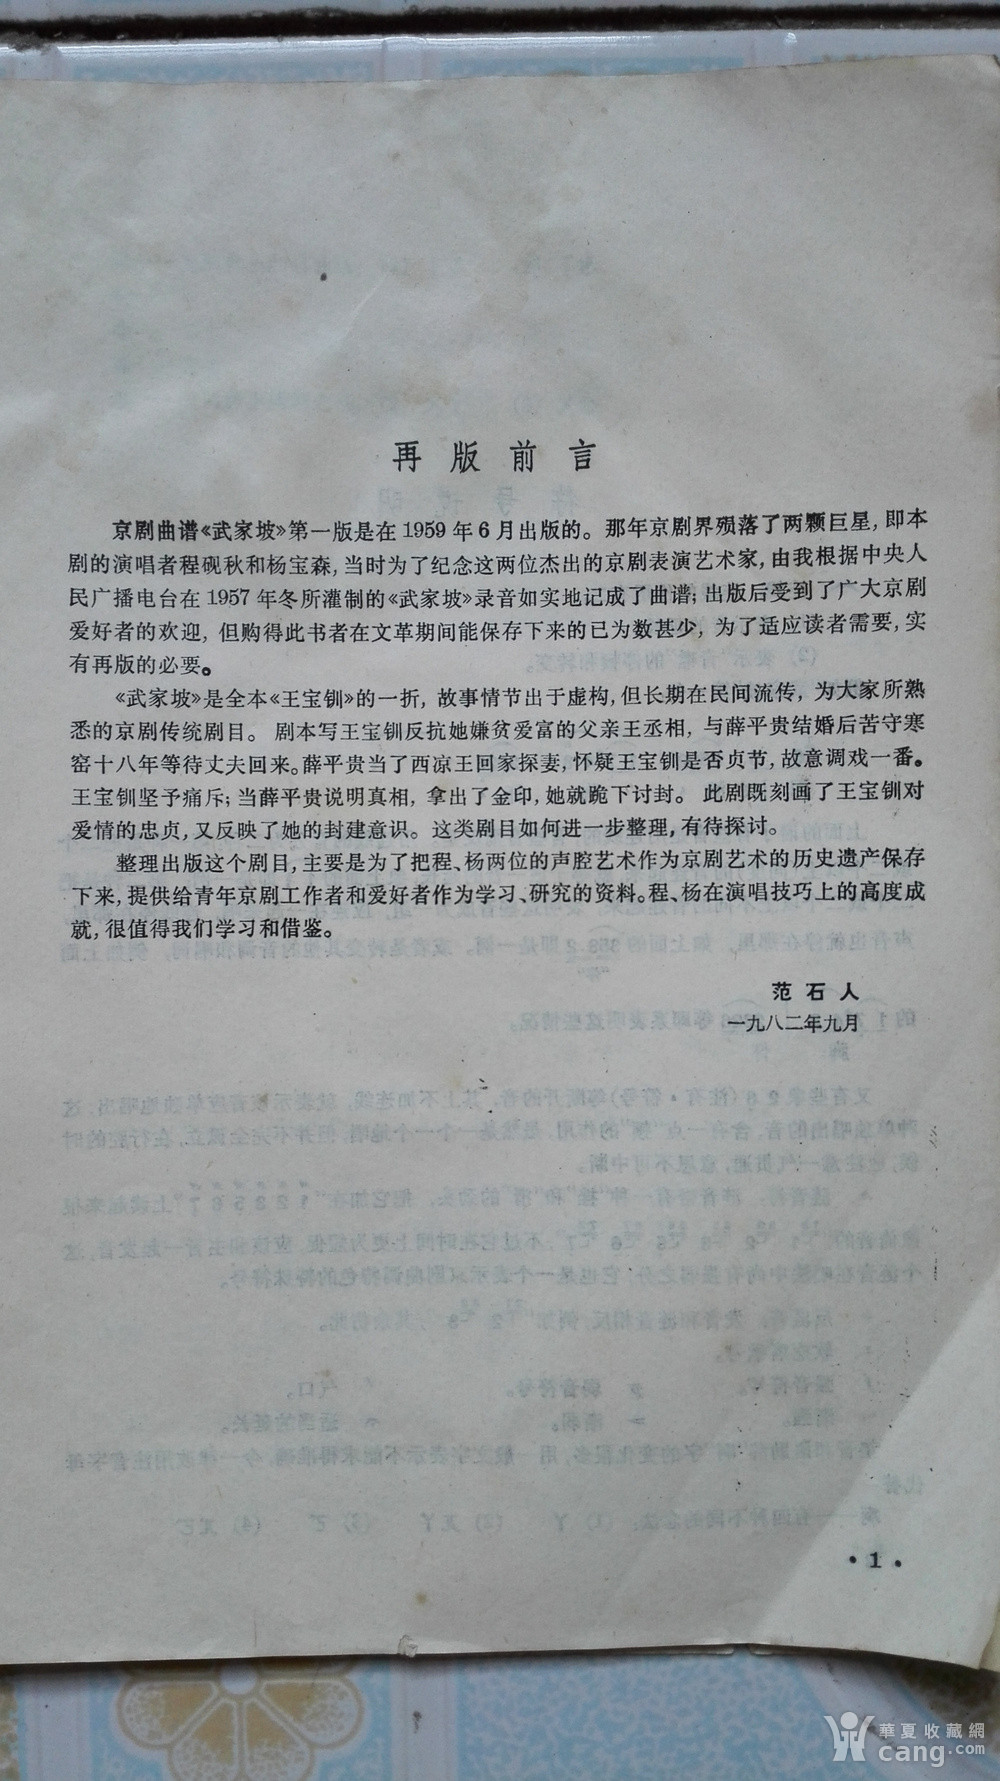 再版前言
京剧曲谱《武家坡》第一版是在1959年6月出版的。那年京剧界殒落了两颗巨星，即本
剧的演唱者程砚秋和杨宝森，当时为了纪念这两位杰出的京剧表演艺术家，由我根据中央人
民广播电台在1957年冬所灌制的《武家坡》录音如实地记成了曲谱；出版后受到了广大京剧
爱好者的欢迎，但购得此书者在文革期间能保存下来的已为数甚少，为了适应读者需要，实
有再版的必要。
《武家坡》是全本《王宝钏》的一折，故事情节出于虚构，但长期在民间流传，为大家所熟
悉的京剧传统剧目。剧本写王宝钏反抗她嫌贫爱富的父亲王丞相，与薛平贵结婚后苦守寒
窑十八年等待丈夫回来。薛平贵当了西凉王回家探妻，怀疑王宝钏是否贞节，故意调戏一番。
王宝钏坚予痛斥；当薛平贵说明真相，拿出了金印，她就跪下讨封。此剧既刻画了王宝钏对
爱情的忠贞，又反映了她的封建意识。这类剧目如何进一步整理，有待探讨。
整理出版这个剧目，主要是为了把程、杨两位的声腔艺术作为京剧艺术的历史遗产保存
下来，提供给青年京剧工作者和爱好者作为学习、研究的资料。程、杨在演唱技巧上的高度成
就，很值得我们学习和借鉴。
范石人
一九八二年九月
·1·
華夏收藏網
cang.com